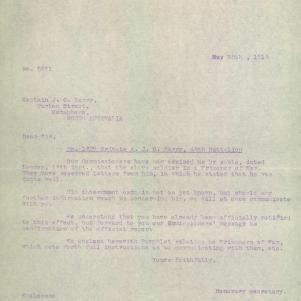 May , 191
No.
Captain J. C.
Street,
SOUTH AUSTRALIA
Dear Sir,
No. Private A. J. G. 48th Battalion
Our Commissioners have now advised us by cable, dated
London, 19th inst., that the above soldier is a Prisoner of War.
They have received letters from him, in which he stated that he was
quite well.
His internment camp is not as yet known, but should any
further information reach us concerning him, we will at once communicate
with you.
We understand that you have already been officially notified
to this effect, but forward to you our Commissioners' message as
confirmation of the official report
We enclose herewith Pamphlet relating to Prisoners of War,
which sets forth full instructions as to communicating with them, etc.
Yours faithfully,
Honorary Secretary.
Enclosure